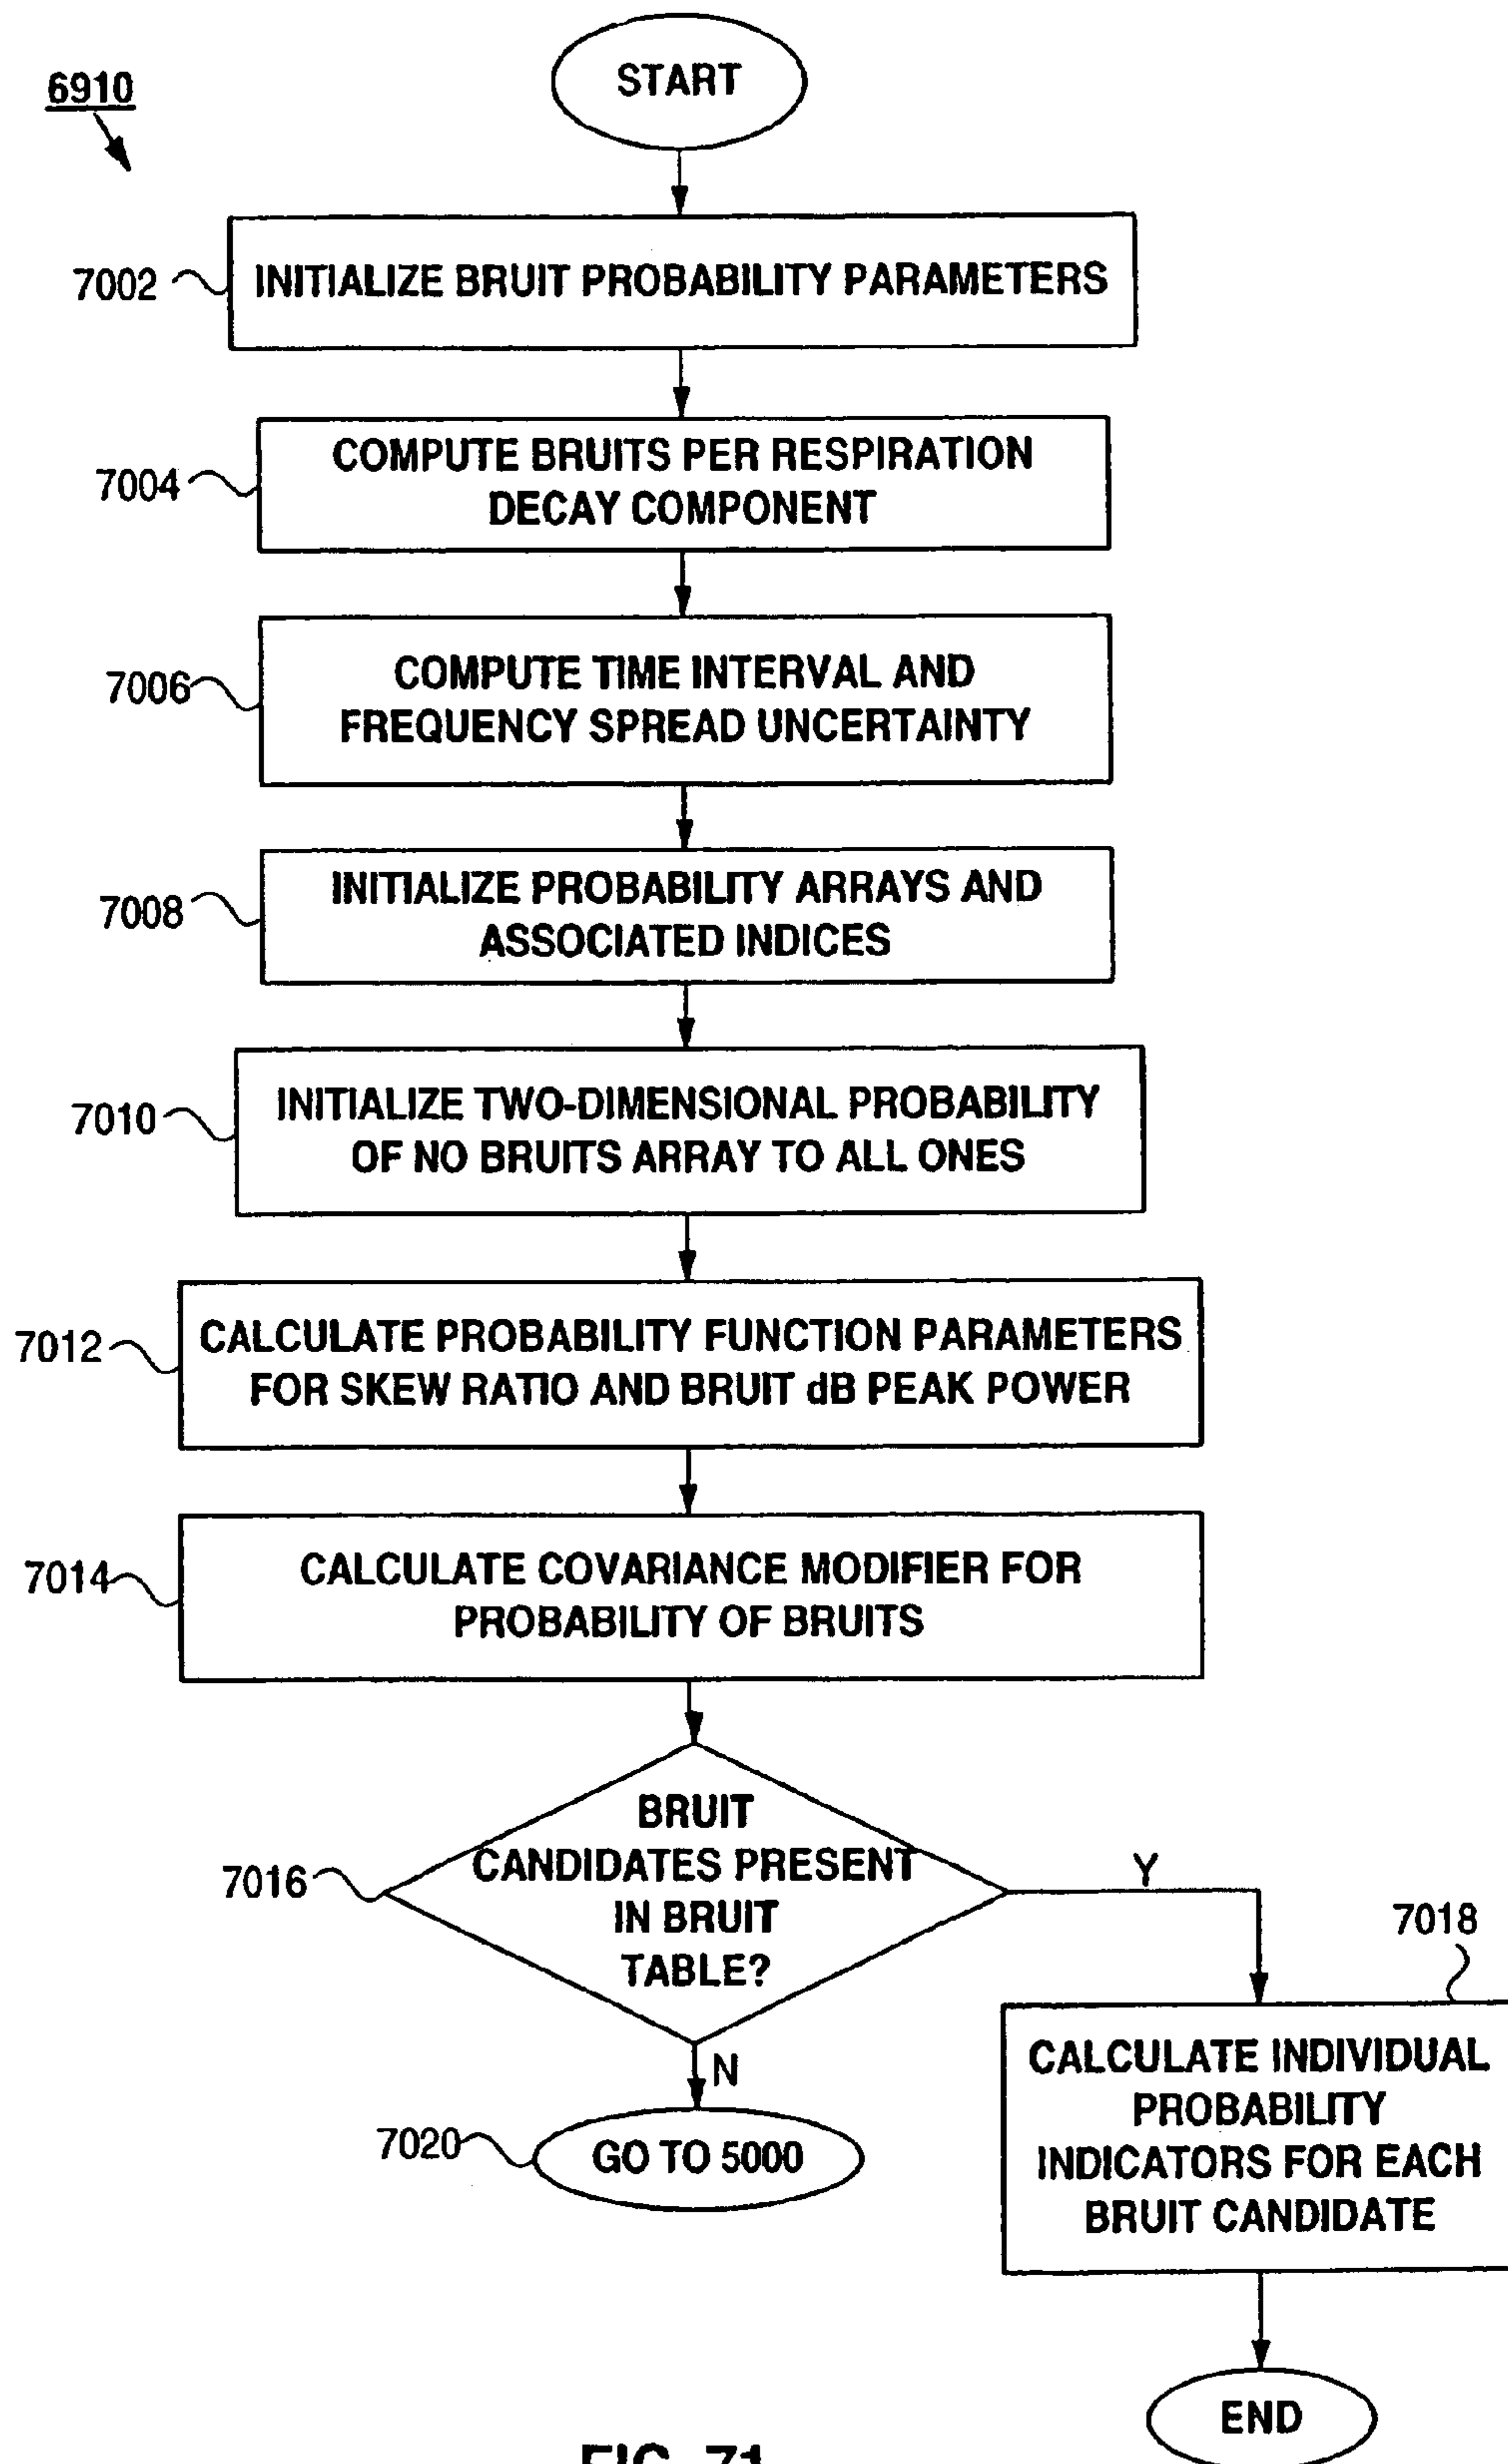 6910
START
7002
INITIALIZE BRUIT PROBABILITY PARAMETERS
7004
COMPUTE BRUITS PER RESPIRATION
DECAY COMPONENT
7006
COMPUTE TIME INTERVAL AND
FREQUENCY SPREAD UNCERTAINTY
7008
INITIALIZE PROBABILITY ARRAYS AND
ASSOCIATED INDICES
7010
INITIALIZE TWO-DIMENSIONAL PROBABILITY
OF NO BRUITS ARRAY TO ALL ONES
7012
CALCULATE PROBABILITY FUNCTION PARAMETERS
FOR SKEW RATIO AND BRUIT dB PEAK POWER
7014
CALCULATE COVARIANCE MODIFIER FOR
PROBABILITY OF BRUITS
7016
BRUIT
CANDIDATES PRESENT
IN BRUIT
TABLE?
Y
N
7018
CALCULATE INDIVIDUAL
PROBABILITY
INDICATORS FOR EACH
BRUIT CANDIDATE
7020
GO TO 5000
END
FIG. 71